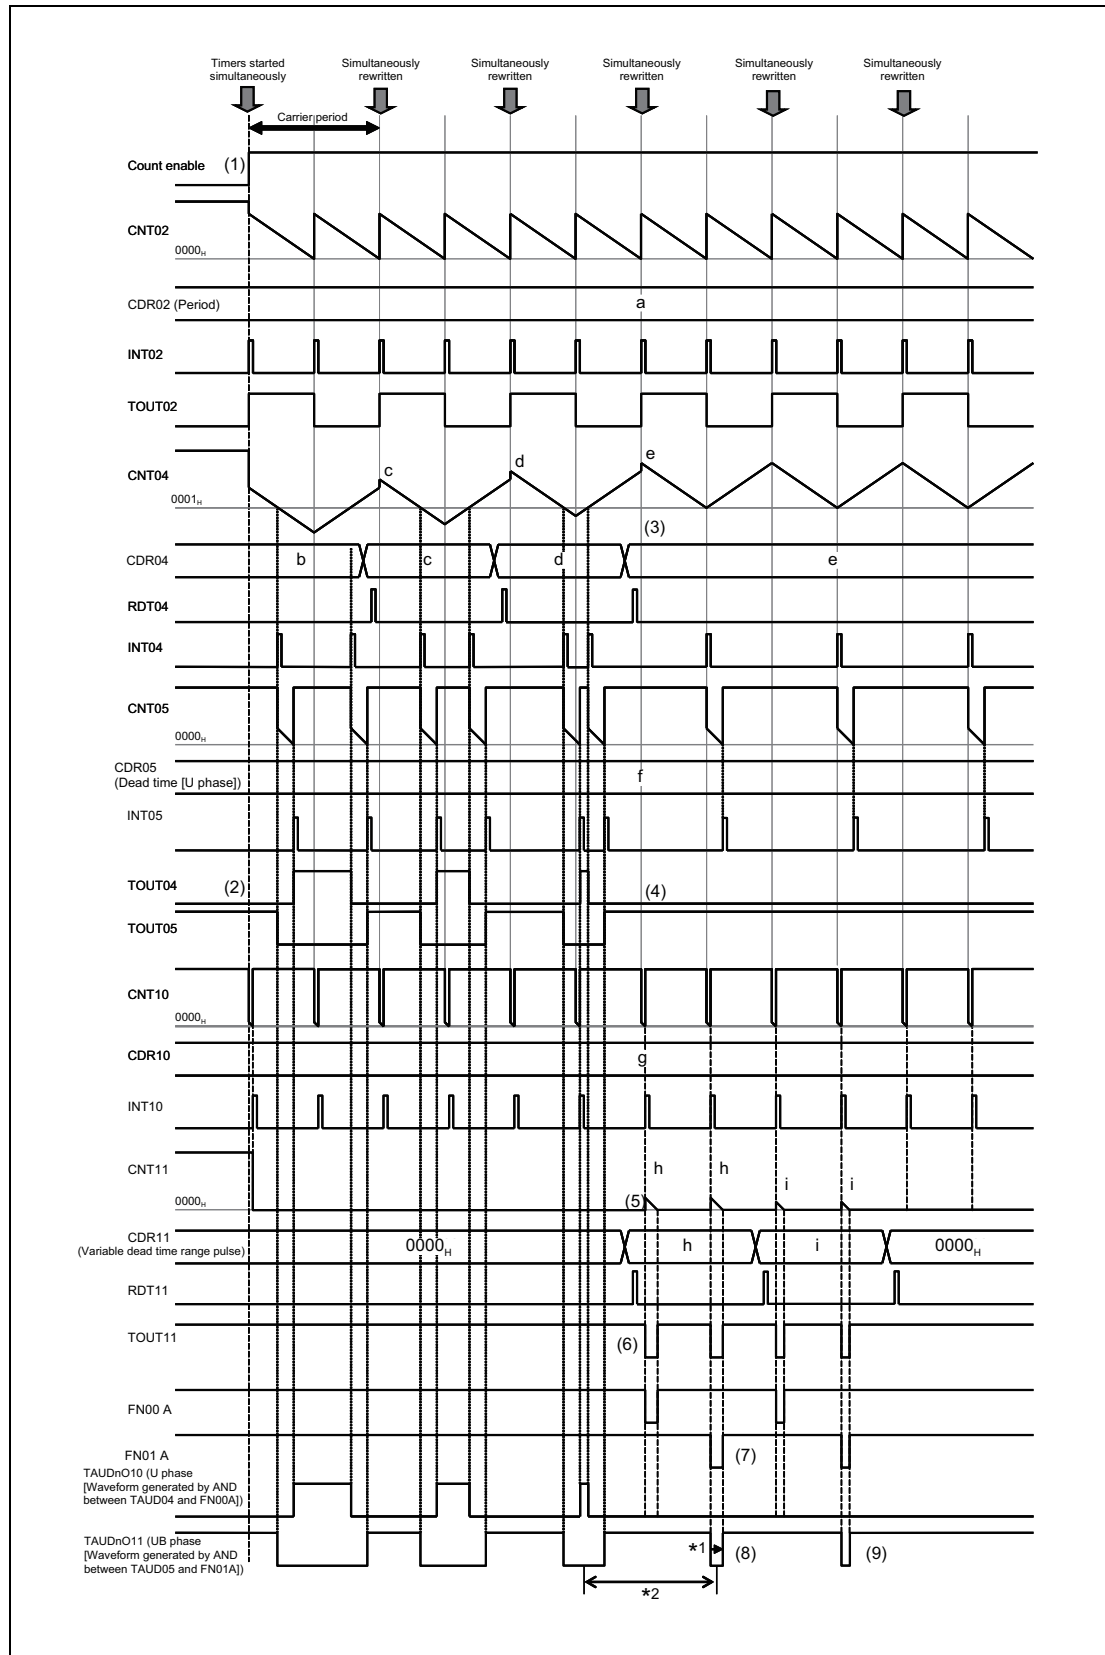 Timers started
simultaneously
Simultaneously
rewritten
Simultaneously
rewritten
Simultaneously
rewritten
Simultaneously
rewritten
Simultaneously
rewritten
Carrier period
Count enable
(1)
CNT02
0000H
CDR02 (Period)
a
INT02
TOUT02
CNT04
c
d
e
0001H
(3)
CDR04
b
c
d
e
RDT04
INT04
CNT05
0000H
CDR05
(Dead time [U phase])
f
INT05
TOUT04
(2)
(4)
TOUT05
CNT10
0000H
CDR10
g
INT10
CNT11
h
h
i
i
0000H
(5)
CDR11
(Variable dead time range pulse)
0000H
h
i
0000H
RDT11
TOUT11
(6)
FN00 A
FN01 A
(7)
TAUDnO10 (U phase
[Waveform generated by AND
between TAUD04 and FN00A])
TAUDnO11 (UB phase
[Waveform generated by AND
between TAUD05 and FN01A])
*1
(8)
(9)
*2